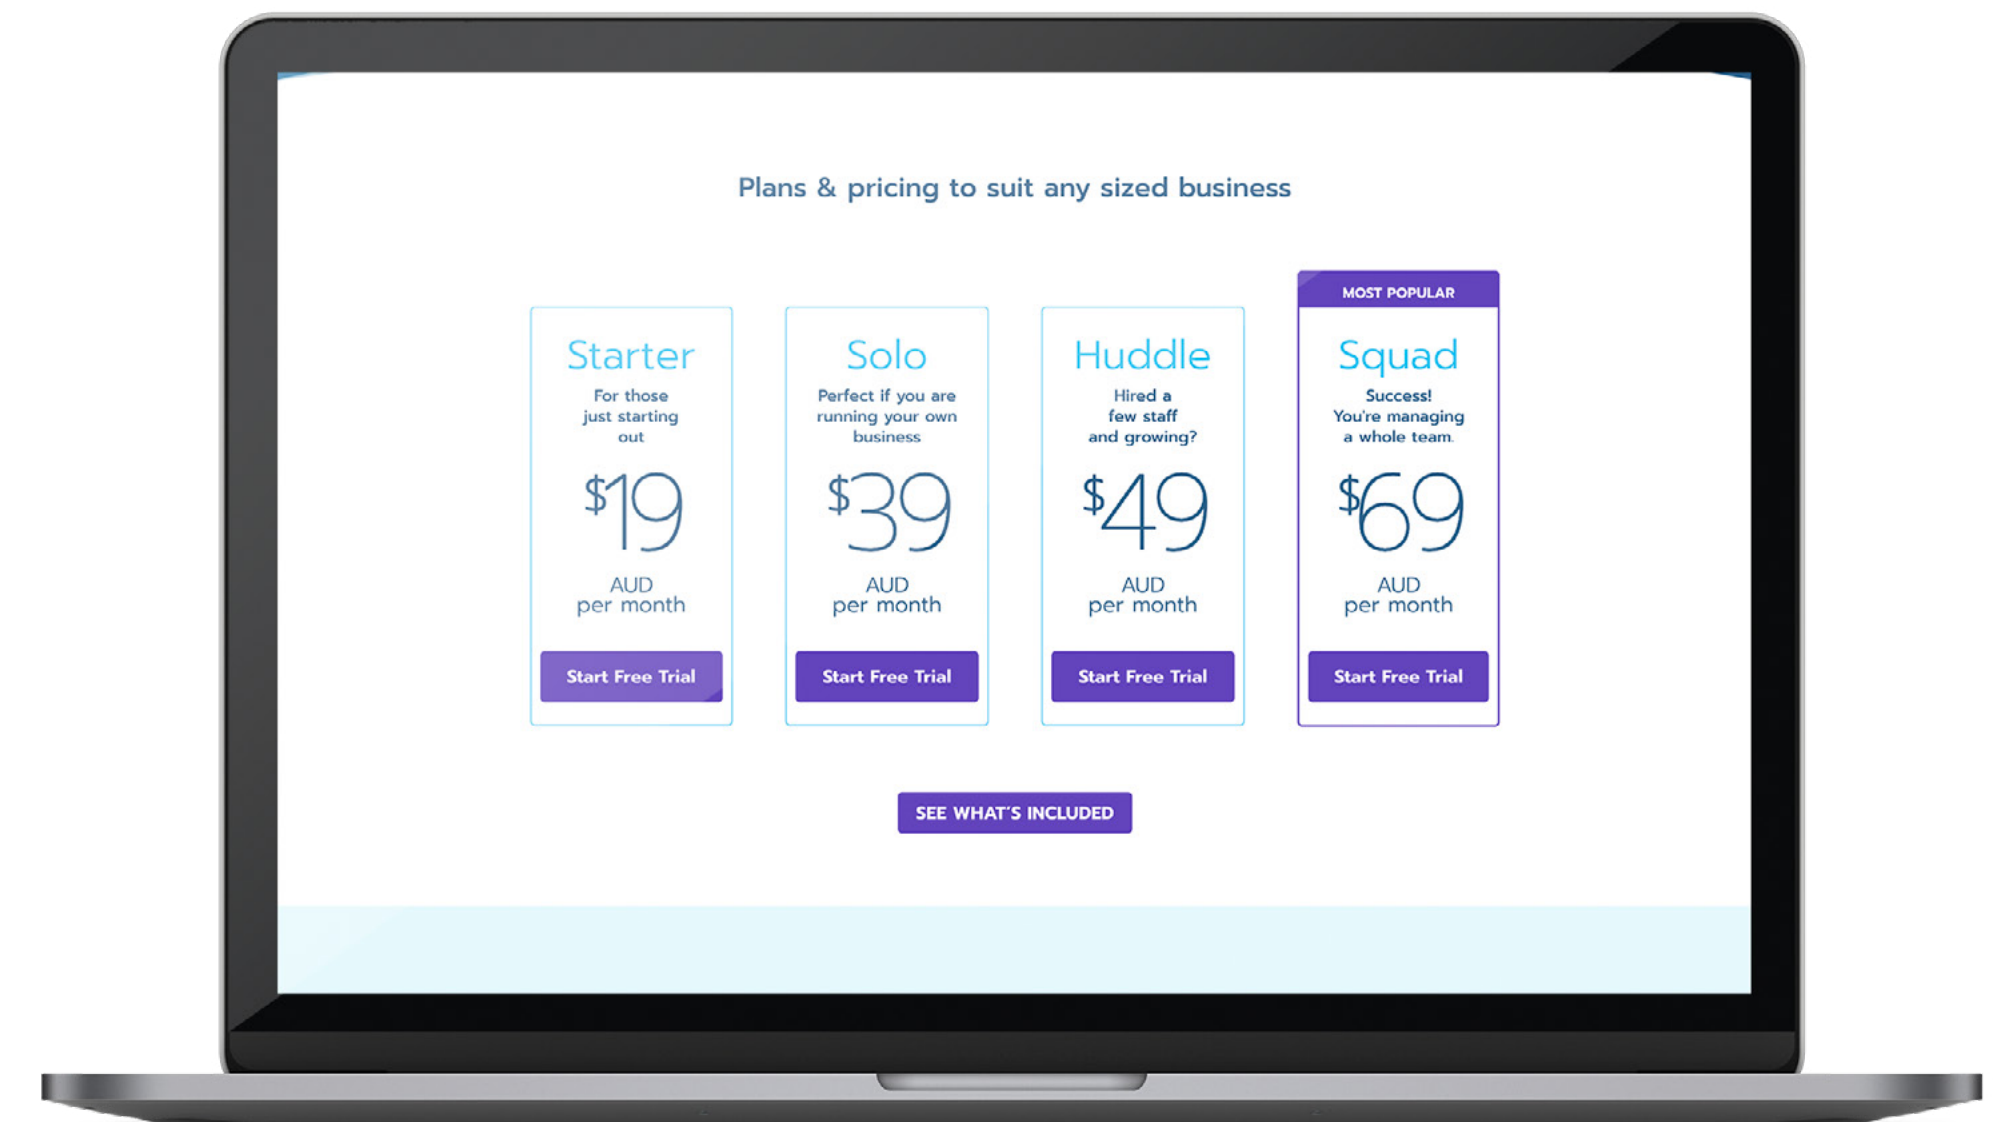 Plans & pricing to suit any sized business
Starter
For those
just starting
out
$19
AUD
per month
Start Free Trial
Solo
Perfect if you are
running your own
business
$39
AUD
per month
Start Free Trial
Huddle
Hired a
few staff
and growing?
$49
AUD
per month
Start Free Trial
MOST POPULAR
Squad
Success!
You're managing
a whole team.
$69
AUD
per month
Start Free Trial
SEE WHAT'S INCLUDED